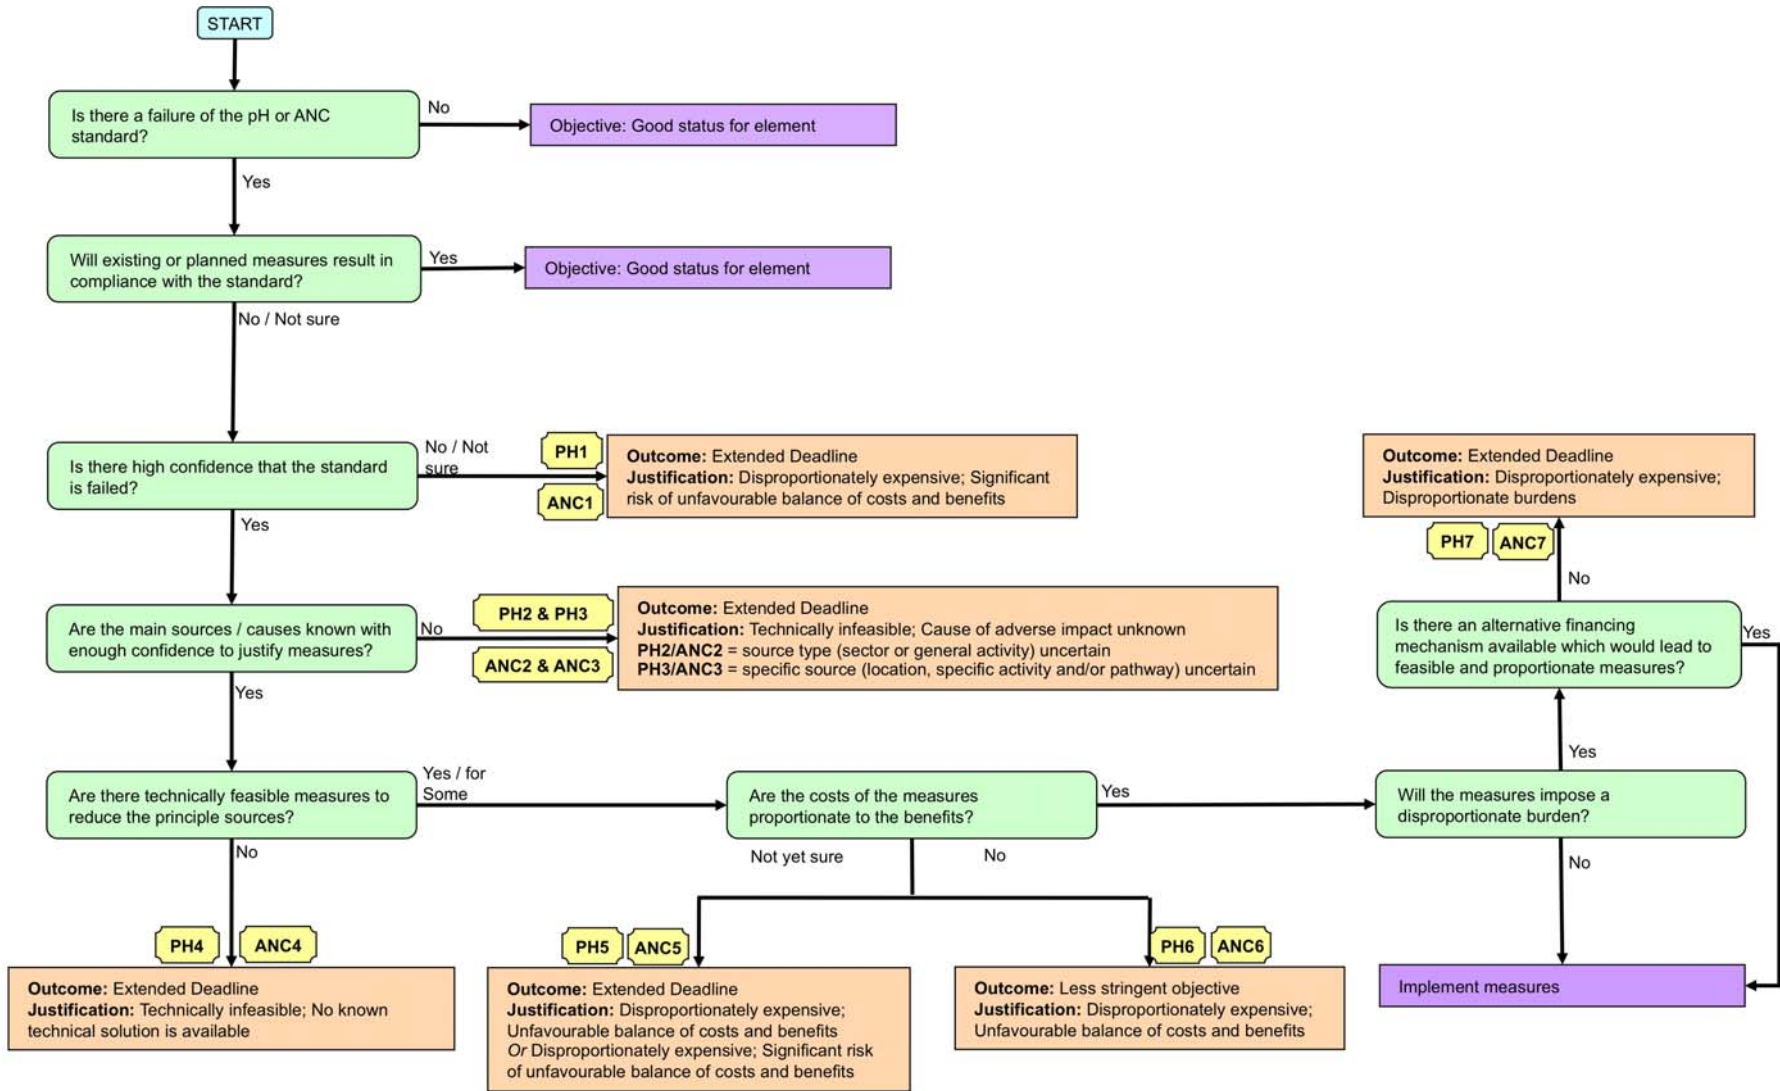 START
Is there a failure of the pH or ANC
standard?
No
Objective: Good status for element
Yes
Will existing or planned measures result in
compliance with the standard?
Yes
Objective: Good status for element
No / Not sure
Is there high confidence that the standard
is failed?
No / Not
sure
PH1
ANC1
Outcome: Extended Deadline
Justification: Disproportionately expensive; Significant
risk of unfavourable balance of costs and benefits
Yes
Are the main sources / causes known with
enough confidence to justify measures?
No
PH2 & PH3
ANC2 & ANC3
Outcome: Extended Deadline
Justification: Technically infeasible; Cause of adverse impact unknown
PH2/ANC2 = source type (sector or general activity) uncertain
PH3/ANC3 = specific source (location, specific activity and/or pathway) uncertain
Yes
Are there technically feasible measures to
reduce the principle sources?
Yes / for
Some
No
PH4
ANC4
Outcome: Extended Deadline
Justification: Technically infeasible; No known
technical solution is available
Are the costs of the measures
proportionate to the benefits?
Yes
Not yet sure
No
PH5
ANC5
Outcome: Extended Deadline
Justification: Disproportionately expensive;
Unfavourable balance of costs and benefits
Or Disproportionately expensive; Significant risk
of unfavourable balance of costs and benefits
PH6
ANC6
Outcome: Less stringent objective
Justification: Disproportionately expensive;
Unfavourable balance of costs and benefits
Will the measures impose a
disproportionate burden?
Yes
No
Is there an alternative financing
mechanism available which would lead to
feasible and proportionate measures?
Yes
No
PH7
ANC7
Outcome: Extended Deadline
Justification: Disproportionately expensive;
Disproportionate burdens
Implement measures